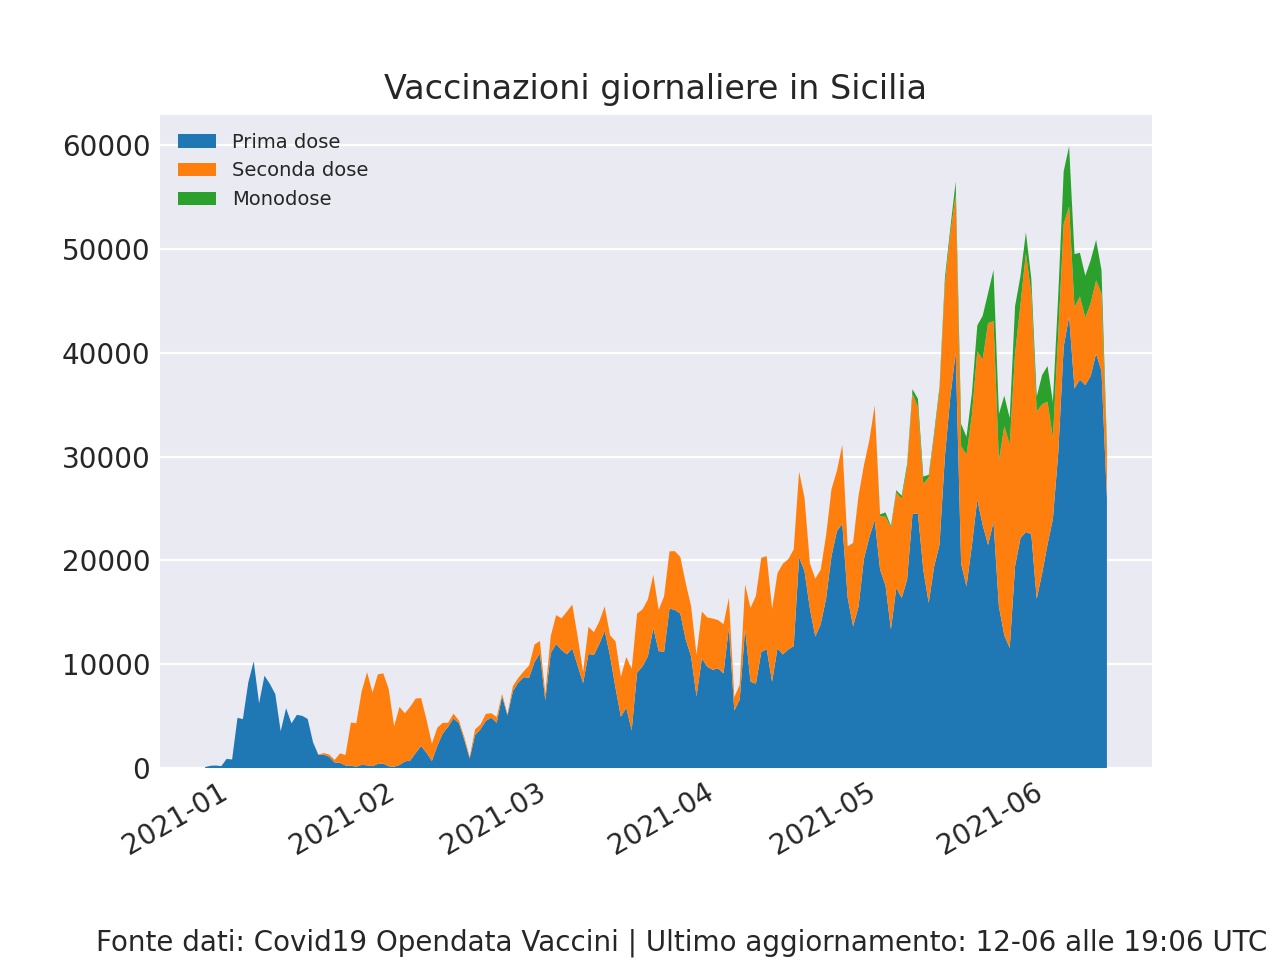 Vaccinazioni giornaliere in Sicilia
Prima dose
Seconda dose
Monodose
60000
50000
40000
30000
20000
10000
0
2021-01
2021-02
2021-03
2021-04
2021-05
2021-06
Fonte dati: Covid19 Opendata Vaccini | Ultimo aggiornamento: 12-06 alle 19:06 UTC